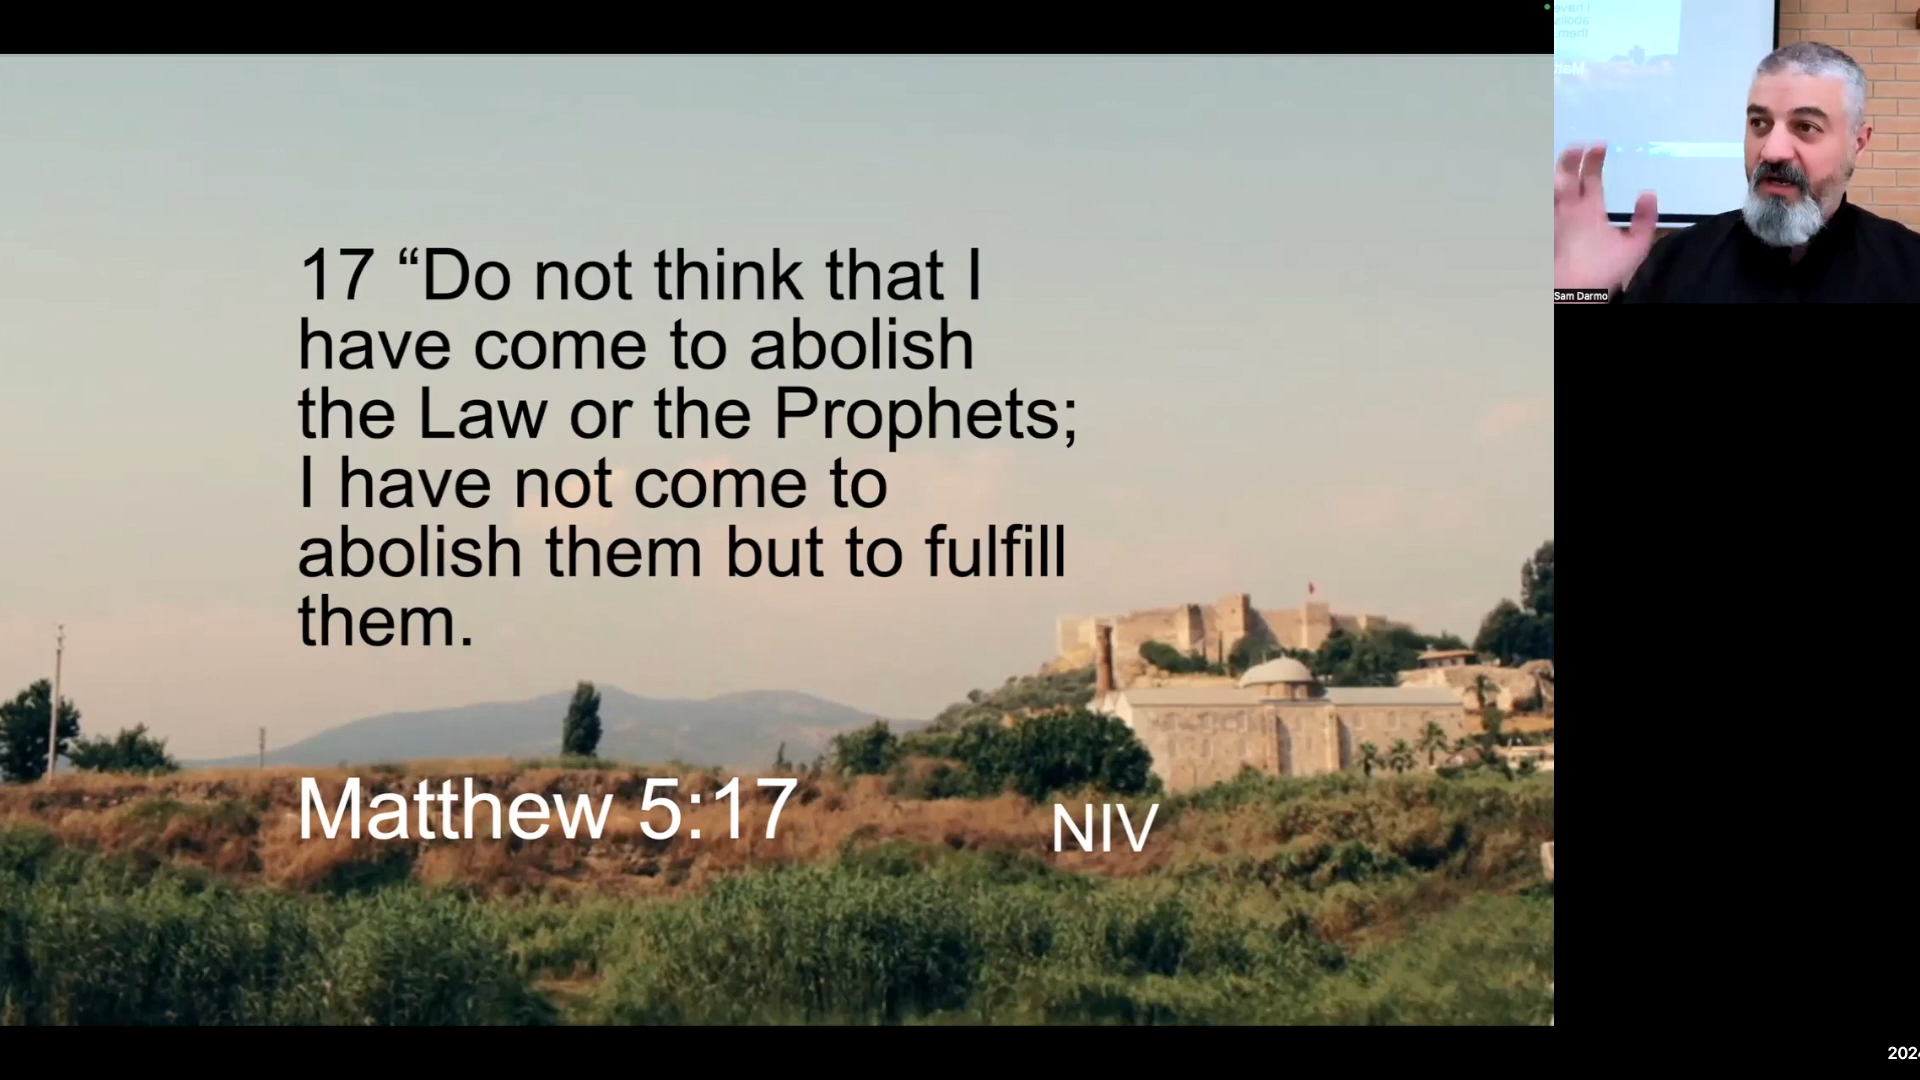 17 “Do not think that I
have come to abolish
the Law or the Prophets;
I have not come to
abolish them but to fulfill
them.
Matthew 5:17
NIV
Sam Darmo